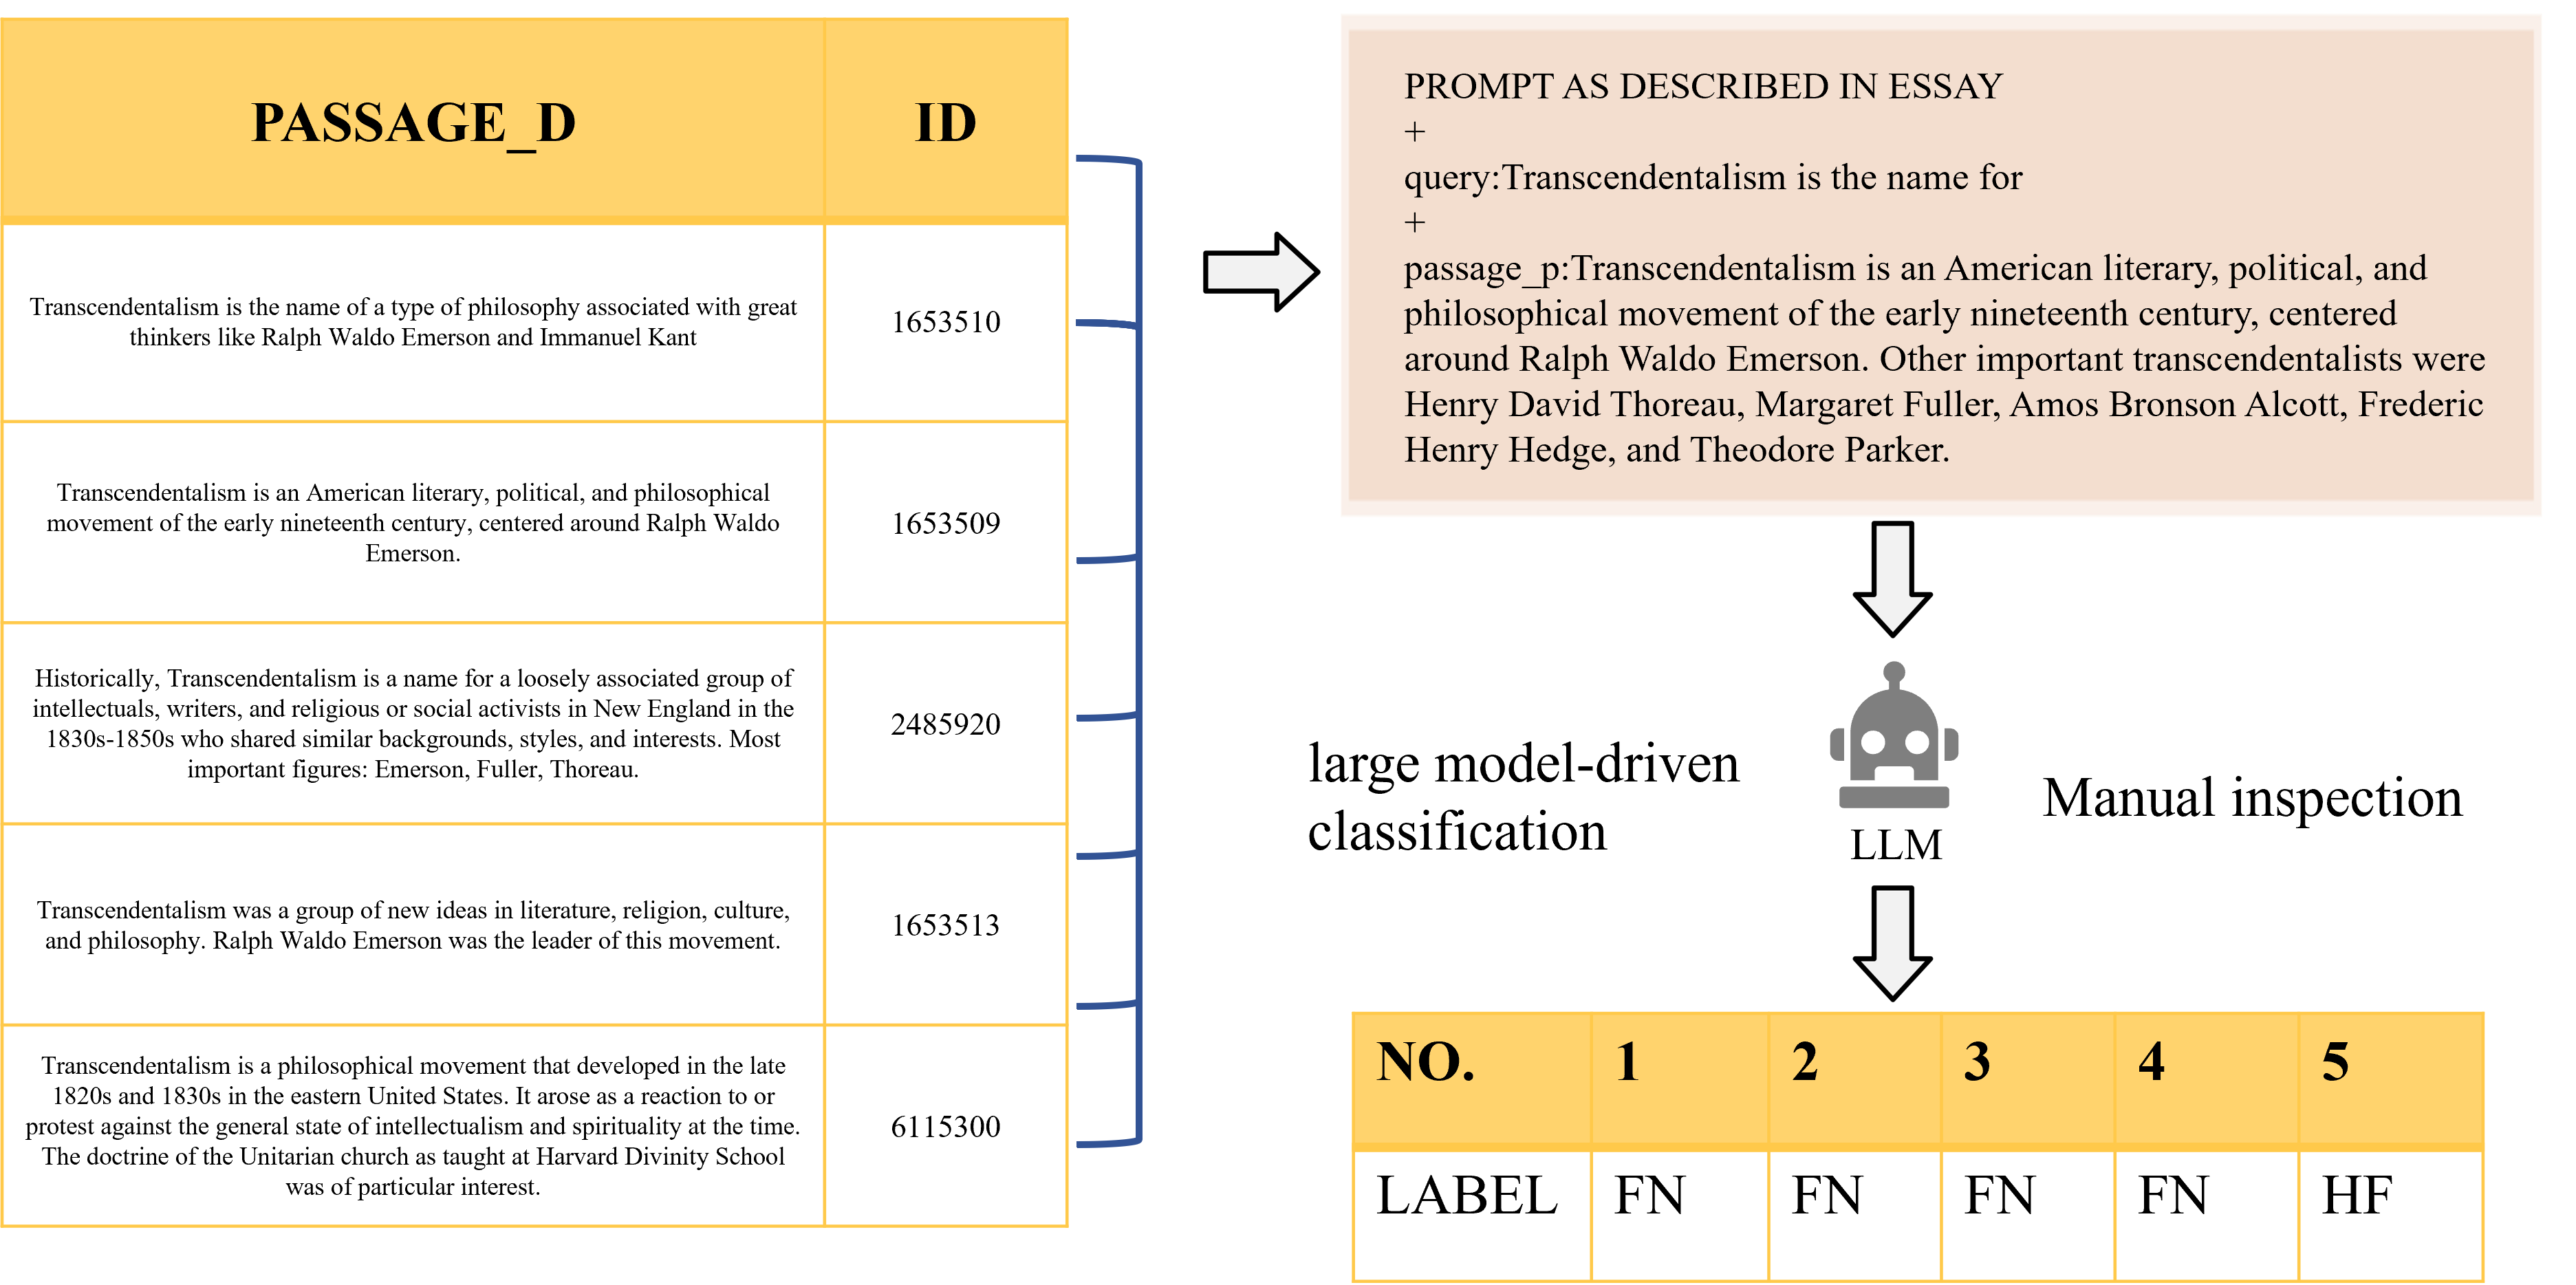 PASSAGE_D
ID
Transcendentalism is the name of a type of philosophy associated with great
thinkers like Ralph Waldo Emerson and Immanuel Kant
1653510
Transcendentalism is an American literary, political, and philosophical
movement of the early nineteenth century, centered around Ralph Waldo
Emerson.
1653509
Historically, Transcendentalism is a name for a loosely associated group of
intellectuals, writers, and religious or social activists in New England in the
1830s-1850s who shared similar backgrounds, styles, and interests. Most
important figures: Emerson, Fuller, Thoreau.
2485920
Transcendentalism was a group of new ideas in literature, religion, culture,
and philosophy. Ralph Waldo Emerson was the leader of this movement.
1653513
Transcendentalism is a philosophical movement that developed in the late
1820s and 1830s in the eastern United States. It arose as a reaction to or
protest against the general state of intellectualism and spirituality at the time.
The doctrine of the Unitarian church as taught at Harvard Divinity School
was of particular interest.
6115300
PROMPT AS DESCRIBED IN ESSAY
+
query:Transcendentalism is the name for
+
passage_p:Transcendentalism is an American literary, political, and
philosophical movement of the early nineteenth century, centered
around Ralph Waldo Emerson. Other important transcendentalists were
Henry David Thoreau, Margaret Fuller, Amos Bronson Alcott, Frederic
Henry Hedge, and Theodore Parker.
large model-driven
classification
LLM
Manual inspection
NO. 1 2 3 4 5
LABEL FN FN FN FN HF